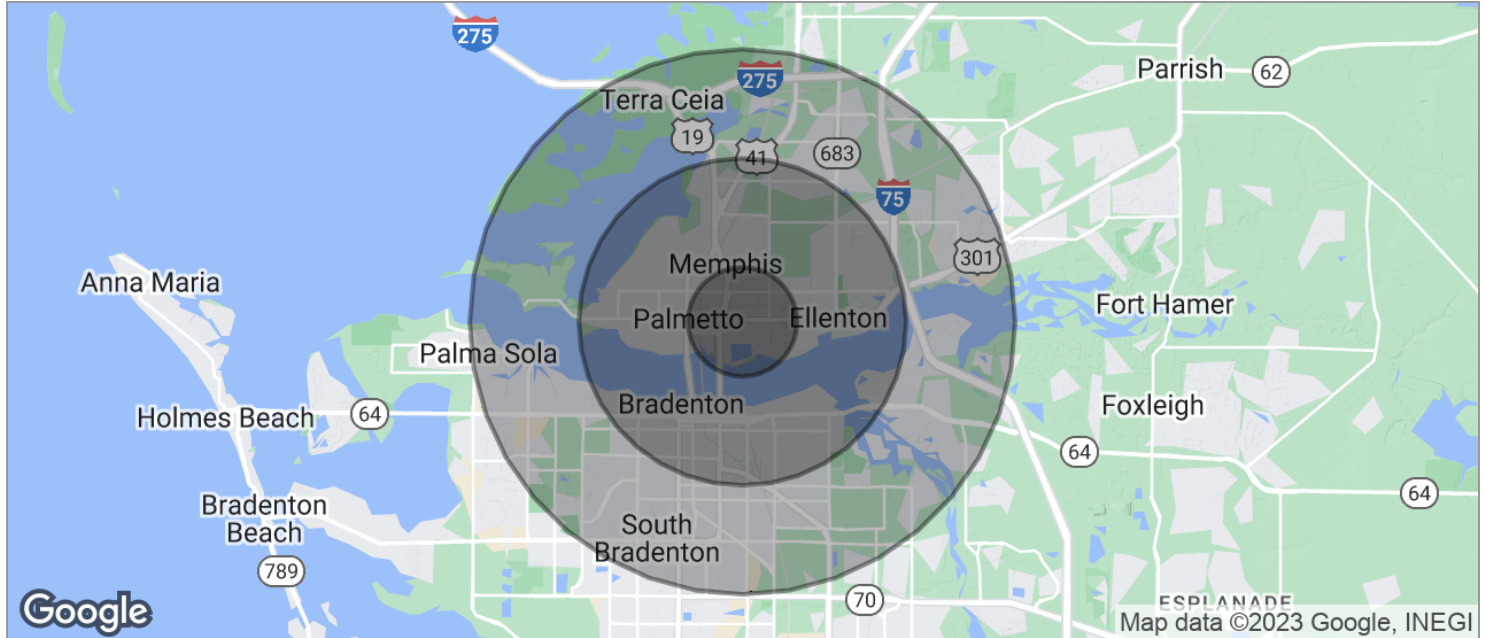 275
Parrish
62
275
Terra Ceia
19
41
683
75
301
Memphis
Anna Maria
Fort Hamer
Palmetto
Ellenton
Palma Sola
Bradenton
Foxleigh
Holmes Beach
64
64
64
Bradenton
Beach
South
Bradenton
789
70
ESPLANADE
Google
Map data ©2023 Google, INEGI